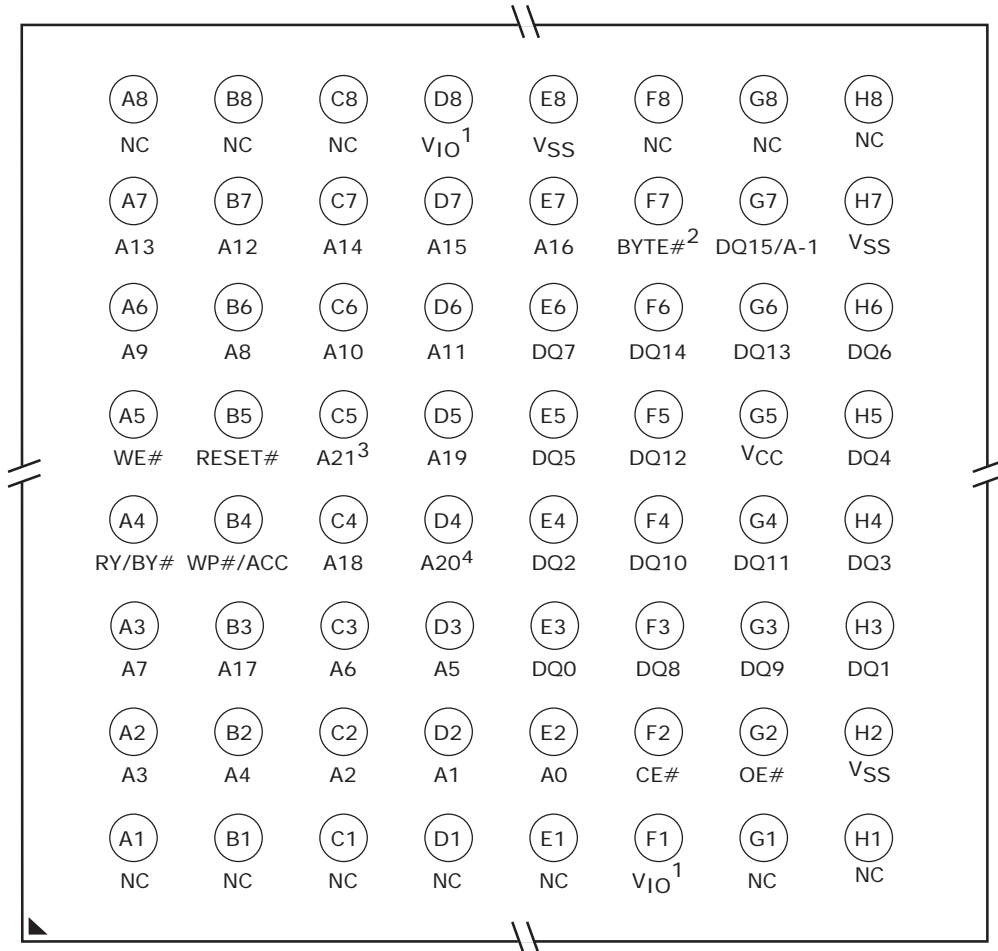 A8 B8 C8 D8 E8 F8 G8 H8
NC NC NC VIO1 VSS NC NC NC
A7 B7 C7 D7 E7 F7 G7 H7
A13 A12 A14 A15 A16 BYTE#2 DQ15/A-1 VSS
A6 B6 C6 D6 E6 F6 G6 H6
A9 A8 A10 A11 DQ7 DQ14 DQ13 DQ6
A5 B5 C5 D5 E5 F5 G5 H5
WE# RESET# A213 A19 DQ5 DQ12 VCC DQ4
A4 B4 C4 D4 E4 F4 G4 H4
RY/BY# WP#/ACC A18 A204 DQ2 DQ10 DQ11 DQ3
A3 B3 C3 D3 E3 F3 G3 H3
A7 A17 A6 A5 DQ0 DQ8 DQ9 DQ1
A2 B2 C2 D2 E2 F2 G2 H2
A3 A4 A2 A1 A0 CE# OE# VSS
A1 B1 C1 D1 E1 F1 G1 H1
NC NC NC NC NC VIO1 NC NC